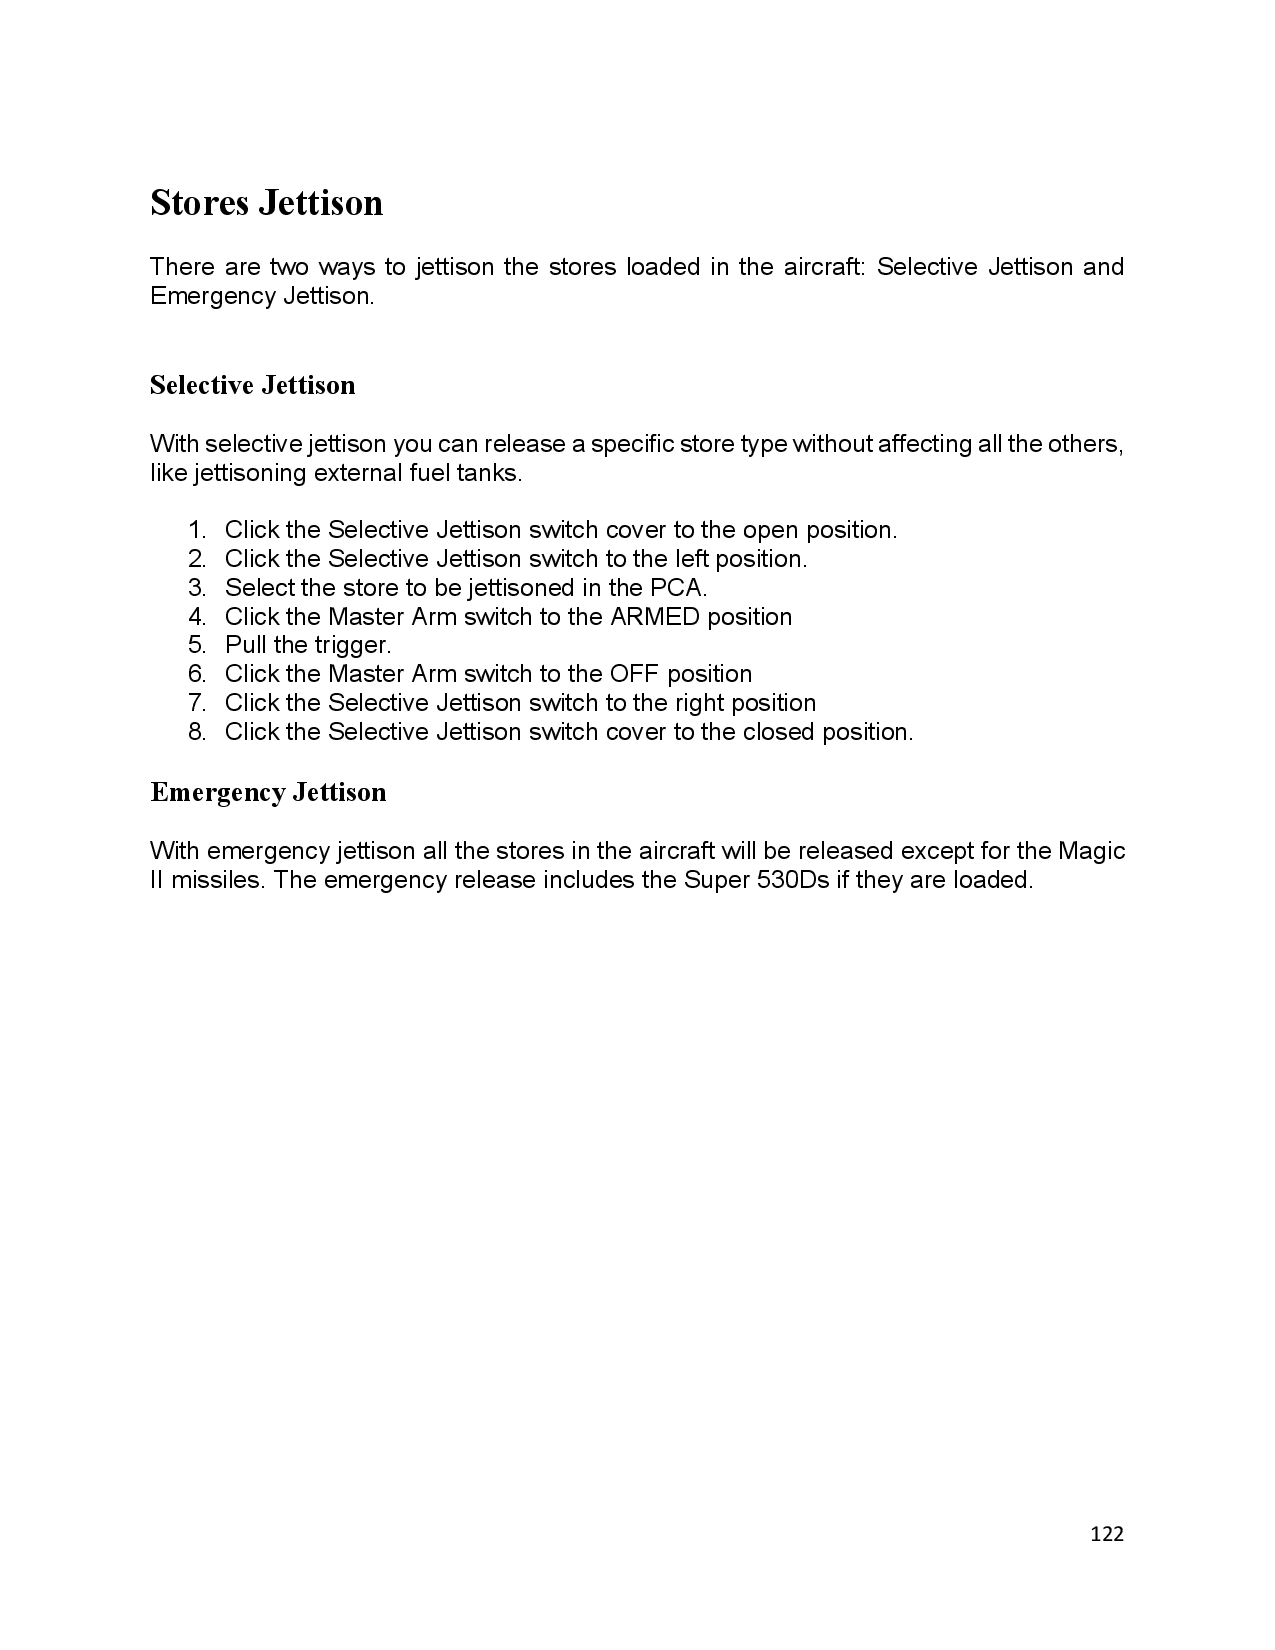 Stores Jettison
There are two ways to jettison the stores loaded in the aircraft: Selective Jettison and
Emergency Jettison.
Selective Jettison
With selective jettison you can release a specific store type without affecting all the others,
like jettisoning external fuel tanks.
1. Click the Selective Jettison switch cover to the open position.
2. Click the Selective Jettison switch to the left position.
3. Select the store to be jettisoned in the PCA.
4. Click the Master Arm switch to the ARMED position
5. Pull the trigger.
6. Click the Master Arm switch to the OFF position
7. Click the Selective Jettison switch to the right position
8. Click the Selective Jettison switch cover to the closed position.
Emergency Jettison
With emergency jettison all the stores in the aircraft will be released except for the Magic
II missiles. The emergency release includes the Super 530Ds if they are loaded.
122